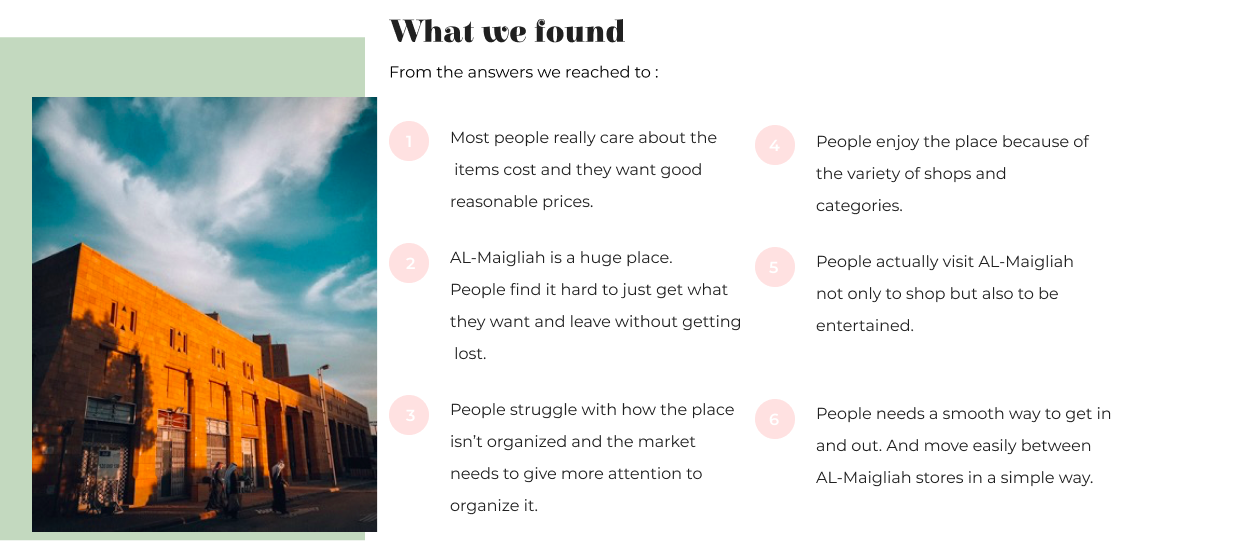 What we found
From the answers we reached to :
1
Most people really care about the
items cost and they want good
reasonable prices.
2
AL-Maigliah is a huge place.
People find it hard to just get what
they want and leave without getting
lost.
3
People struggle with how the place
isn't organized and the market
needs to give more attention to
organize it.
4
People enjoy the place because of
the variety of shops and
categories.
5
People actually visit AL-Maigliah
not only to shop but also to be
entertained.
6
People needs a smooth way to get in
and out. And move easily between
AL-Maigliah stores in a simple way.